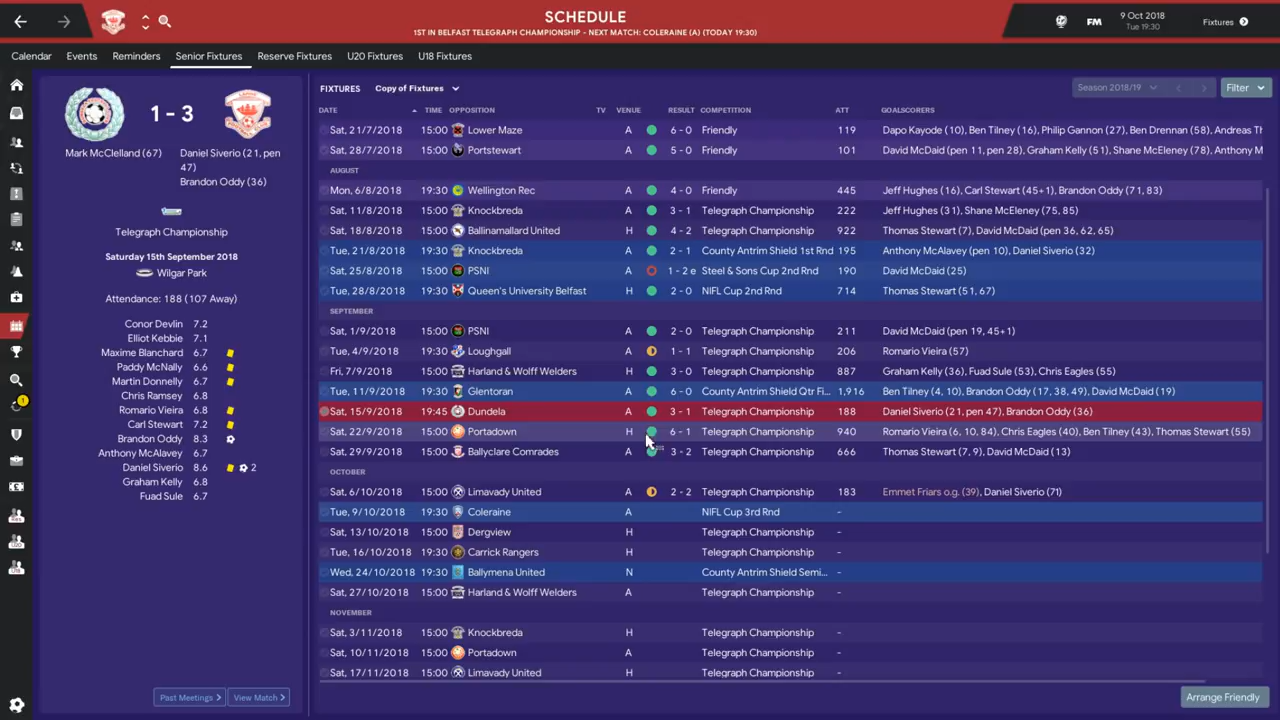 SCHEDULE
1ST IN BELFAST TELEGRAPH CHAMPIONSHIP - NEXT MATCH: COLERAINE (A) (TODAY 19:30)
FM
9 Oct 2018
Tue 19:30
Fixtures
Calendar Events Reminders Senior Fixtures Reserve Fixtures U20 Fixtures U18 Fixtures
1 - 3
Mark McClelland (67)
Daniel Siverio (21, pen
47)
Brandon Oddy (36)
Telegraph Championship
Saturday 15th September 2018
Wilgar Park
Attendance: 188 (107 Away)
Conor Devlin 7.2
Elliot Kebbie 7.1
Maxime Blanchard 6.7
Paddy McNally 6.6
Martin Donnelly 6.7
Chris Ramsey 6.8
Romario Vieira 6.8
Carl Stewart 7.2
Brandon Oddy 8.3
Anthony McAlavey 6.7
Daniel Siverio 8.6 2
Graham Kelly 6.8
Fuad Sule 6.7
Past Meetings View Match
FIXTURES Copy of Fixtures Season 2018/19 Filter
DATE TIME OPPOSITION TV VENUE RESULT COMPETITION ATT GOALSCORERS
Sat, 21/7/2018 15:00 Lower Maze A 6 - 0 Friendly 119 Dapo Kayode (10), Ben Tilney (16), Philip Gannon (27), Ben Drennan (58), Andreas Th
Sat, 28/7/2018 15:00 Portstewart A 5 - 0 Friendly 101 David McDaid (pen 11, pen 28), Graham Kelly (51), Shane McEleney (78), Anthony M
AUGUST
Mon, 6/8/2018 19:30 Wellington Rec A 4 - 0 Friendly 445 Jeff Hughes (16), Carl Stewart (45+1), Brandon Oddy (71, 83)
Sat, 11/8/2018 15:00 Knockbreda A 3 - 1 Telegraph Championship 222 Jeff Hughes (31), Shane McEleney (75, 85)
Sat, 18/8/2018 15:00 Ballinamallard United H 4 - 2 Telegraph Championship 922 Thomas Stewart (7), David McDaid (pen 36, 62, 65)
Tue, 21/8/2018 19:30 Knockbreda A 2 - 1 County Antrim Shield 1st Rnd 195 Anthony McAlavey (pen 10), Daniel Siverio (32)
Sat, 25/8/2018 15:00 PSNI A 1 - 2 e Steel & Sons Cup 2nd Rnd 190 David McDaid (25)
Tue, 28/8/2018 19:30 Queen's University Belfast H 2 - 0 NIFL Cup 2nd Rnd 714 Thomas Stewart (51, 67)
SEPTEMBER
Sat, 1/9/2018 15:00 PSNI A 2 - 0 Telegraph Championship 211 David McDaid (pen 19, 45+1)
Tue, 4/9/2018 19:30 Loughgall A 1 - 1 Telegraph Championship 206 Romario Vieira (57)
Fri, 7/9/2018 15:00 Harland & Wolff Welders H 3 - 0 Telegraph Championship 887 Graham Kelly (36), Fuad Sule (53), Chris Eagles (55)
Tue, 11/9/2018 19:30 Glentoran A 6 - 0 County Antrim Shield Qtr Fi... 1,916 Ben Tilney (4, 10), Brandon Oddy (17, 38, 49), David McDaid (19)
Sat, 15/9/2018 19:45 Dundela A 3 - 1 Telegraph Championship 188 Daniel Siverio (21, pen 47), Brandon Oddy (36)
Sat, 22/9/2018 15:00 Portadown H 6 - 1 Telegraph Championship 940 Romario Vieira (6, 10, 84), Chris Eagles (40), Ben Tilney (43), Thomas Stewart (55)
Sat, 29/9/2018 15:00 Ballyclare Comrades A 3 - 2 Telegraph Championship 666 Thomas Stewart (7, 9), David McDaid (13)
OCTOBER
Sat, 6/10/2018 15:00 Limavady United A 2 - 2 Telegraph Championship 183 Emmet Friars o.g. (39), Daniel Siverio (71)
Tue, 9/10/2018 19:30 Coleraine A NIFL Cup 3rd Rnd -
Sat, 13/10/2018 15:00 Dergview H Telegraph Championship -
Tue, 16/10/2018 19:30 Carrick Rangers H Telegraph Championship -
Wed, 24/10/2018 19:30 Ballymena United N County Antrim Shield Semi... -
Sat, 27/10/2018 15:00 Harland & Wolff Welders A Telegraph Championship -
NOVEMBER
Sat, 3/11/2018 15:00 Knockbreda H Telegraph Championship -
Sat, 10/11/2018 15:00 Portadown A Telegraph Championship -
Sat, 17/11/2018 15:00 Limavady United H Telegraph Championship -
Arrange Friendly